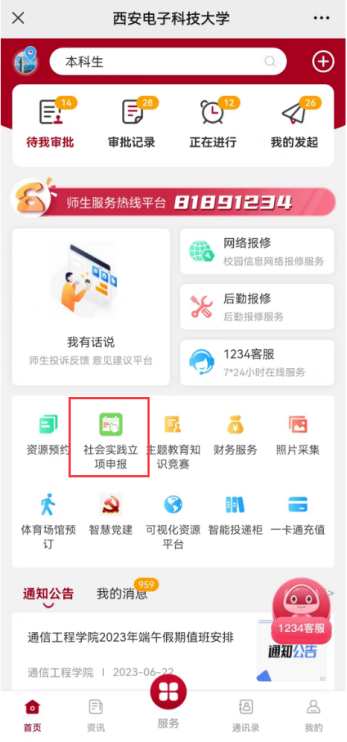 西安电子科技大学
本科生
14
28
12
26
待我审批
审批记录
正在进行
我的发起
师生服务热线平台 81891234
网络报修
校园信息网络报修服务
我有话说
师生投诉反馈 意见建议平台
后勤报修
后勤报修服务
1234客服
7*24小时在线服务
资源预约
社会实践立
项申报
主题教育知
识竞赛
财务服务
照片采集
体育场馆预
订
智慧党建
可视化资源
平台
智能投递柜
一卡通充值
通知公告
我的消息
959
>
1234客服
通信工程学院2023年端午假期值班安排
通信工程学院 | 2023-06-22
通知公告
首页
资讯
服务
通讯录
我的